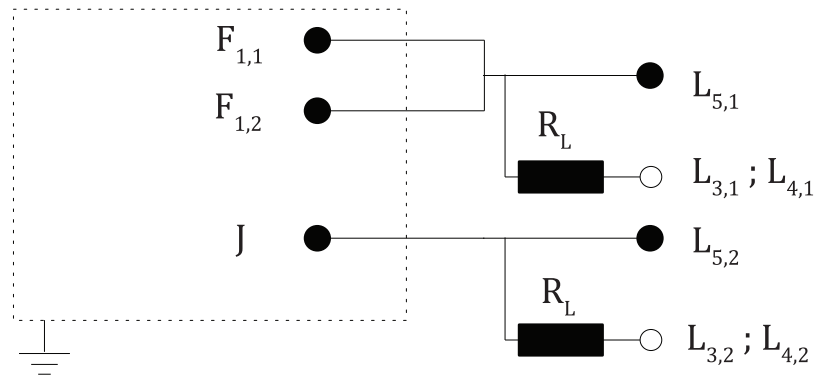 F1,1
L5,1
F1,2
RL
L3,1 ; L4,1
J
L5,2
RL
L3,2 ; L4,2